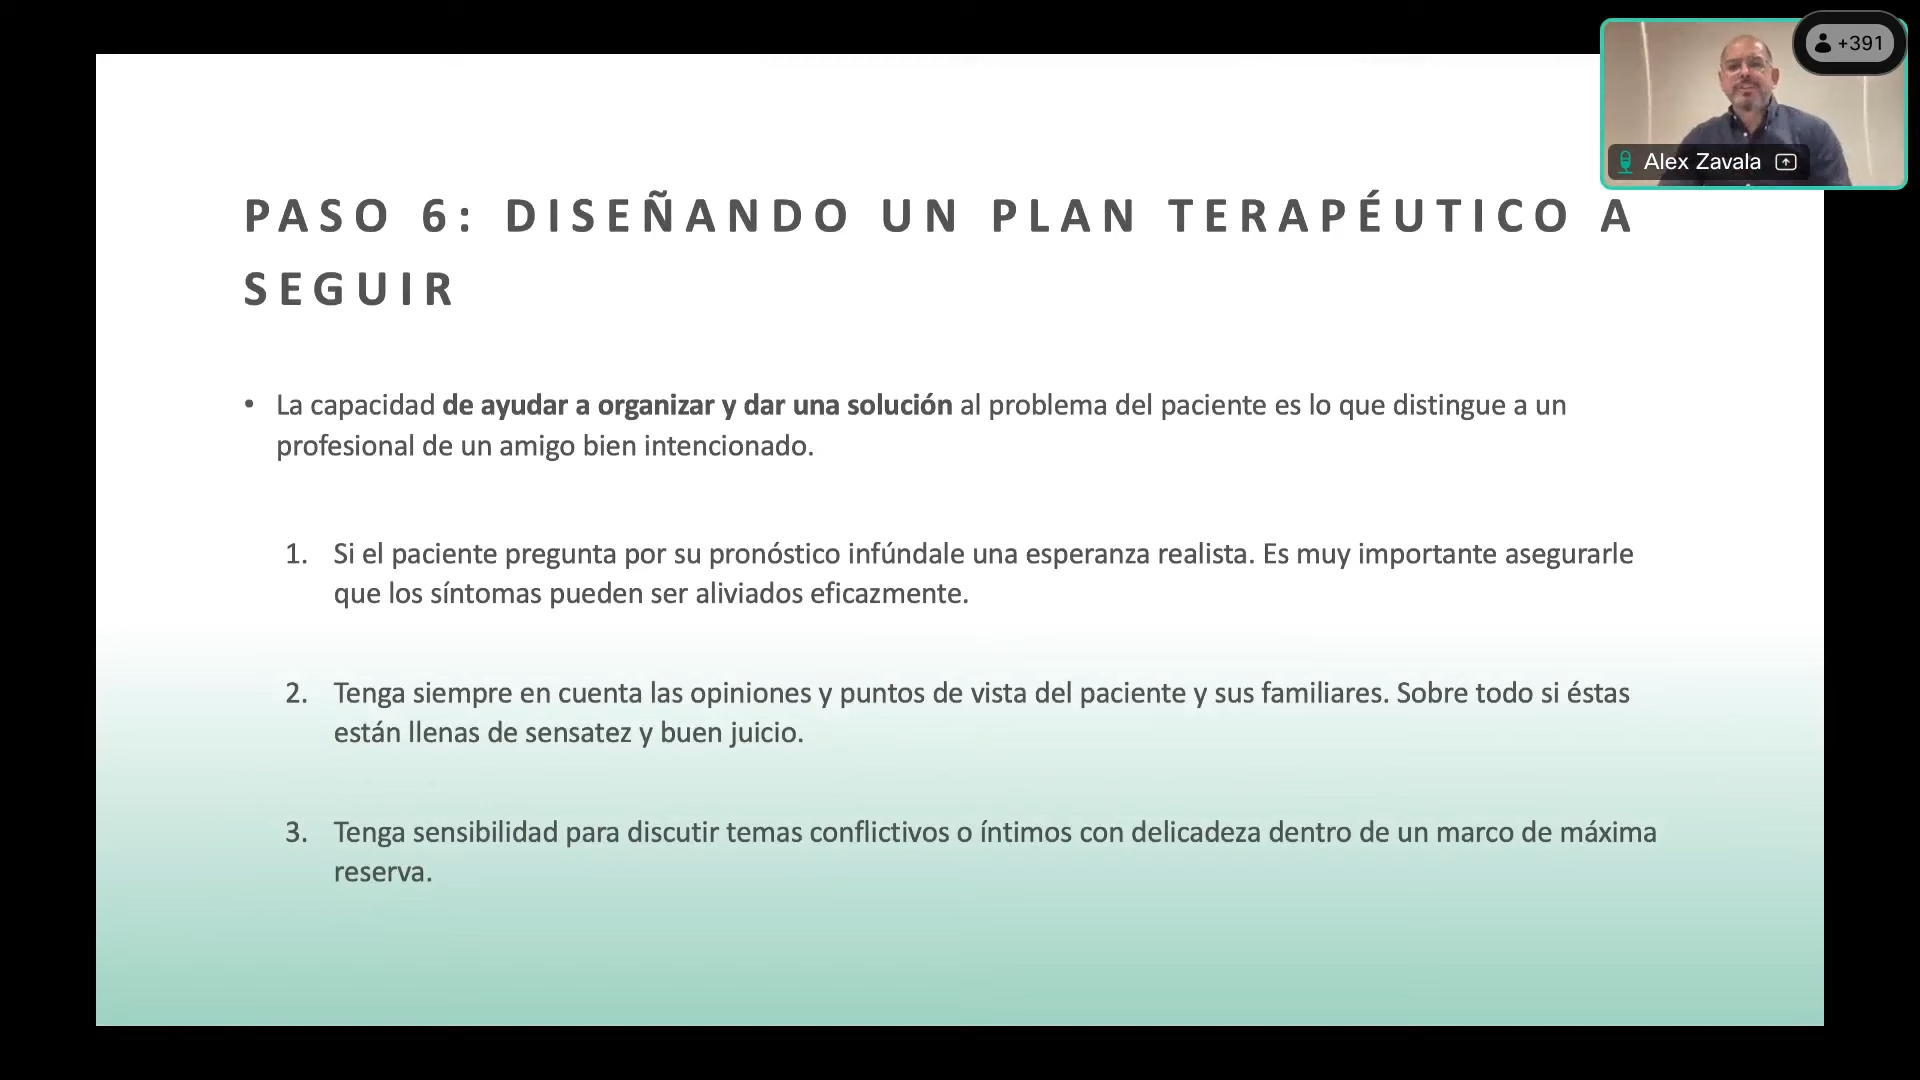 +391
Alex Zavala
PASO 6: DISEÑANDO UN PLAN TERAPÉUTICO A
SEGUIR
• La capacidad de ayudar a organizar y dar una solución al problema del paciente es lo que distingue a un
profesional de un amigo bien intencionado.
1. Si el paciente pregunta por su pronóstico infúndale una esperanza realista. Es muy importante asegurarle
que los síntomas pueden ser aliviados eficazmente.
2. Tenga siempre en cuenta las opiniones y puntos de vista del paciente y sus familiares. Sobre todo si éstas
están llenas de sensatez y buen juicio.
3. Tenga sensibilidad para discutir temas conflictivos o íntimos con delicadeza dentro de un marco de máxima
reserva.